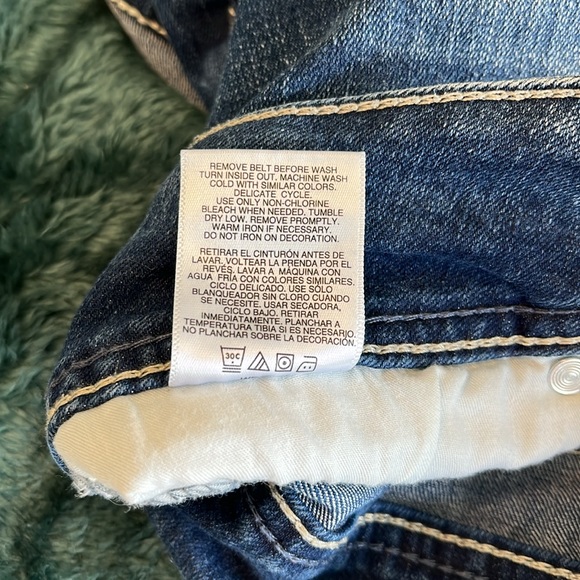 REMOVE BELT BEFORE WASH
TURN INSIDE OUT. MACHINE WASH
COLD WITH SIMILAR COLORS.
DELICATE CYCLE.
USE ONLY NON-CHLORINE
BLEACH WHEN NEEDED. TUMBLE
DRY LOW. REMOVE PROMPTLY.
WARM IRON IF NECESSARY.
DO NOT IRON ON DECORATION.
RETIRAR EL CINTURÓN ANTES DE
LAVAR. VOLTEAR LA PRENDA POR EL
REVÉS. LAVAR A MÁQUINA CON
AGUA FRÍA CON COLORES SIMILARES.
CICLO DELICADO. USE SÓLO
BLANQUEADOR SIN CLORO CUANDO
SE NECESITE. USAR SECADORA,
CICLO BAJO. RETIRAR
INMEDIATAMENTE. PLANCHAR A
TEMPERATURA TIBIA SI ES NECESARIO.
NO PLANCHAR SOBRE LA DECORACIÓN.
30C